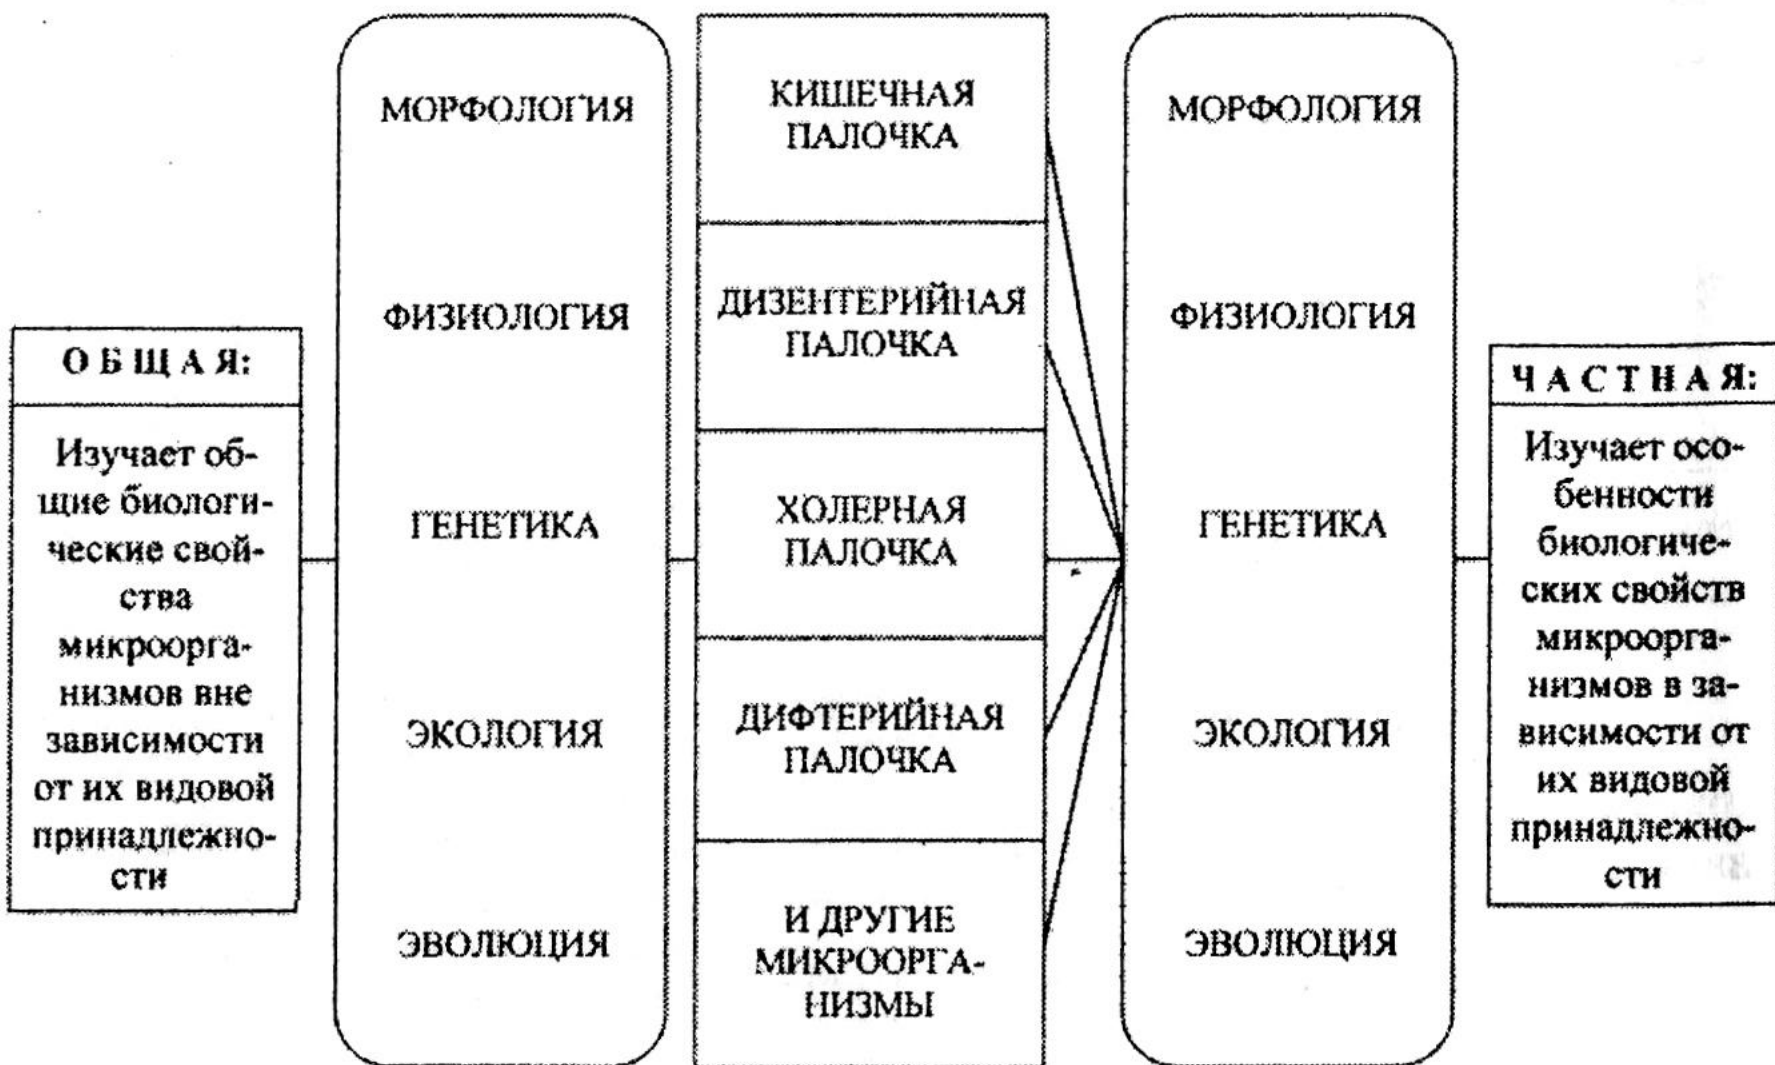 ОБЩАЯ:
Изучает об-
щие биологи-
ческие свой-
ства
микроорга-
низмов вне
зависимости
от их видовой
принадлежно-
сти
МОРФОЛОГИЯ
ФИЗИОЛОГИЯ
ГЕНЕТИКА
ЭКОЛОГИЯ
ЭВОЛЮЦИЯ
КИШЕЧНАЯ
ПАЛОЧКА
ДИЗЕНТЕРИЙНАЯ
ПАЛОЧКА
ХОЛЕРНАЯ
ПАЛОЧКА
ДИФТЕРИЙНАЯ
ПАЛОЧКА
И ДРУГИЕ
МИКРООРГА-
НИЗМЫ
МОРФОЛОГИЯ
ФИЗИОЛОГИЯ
ГЕНЕТИКА
ЭКОЛОГИЯ
ЭВОЛЮЦИЯ
ЧАСТНАЯ:
Изучает осо-
бенности
биологиче-
ских свойств
микроорга-
низмов в за-
висимости от
их видовой
принадлежно-
сти